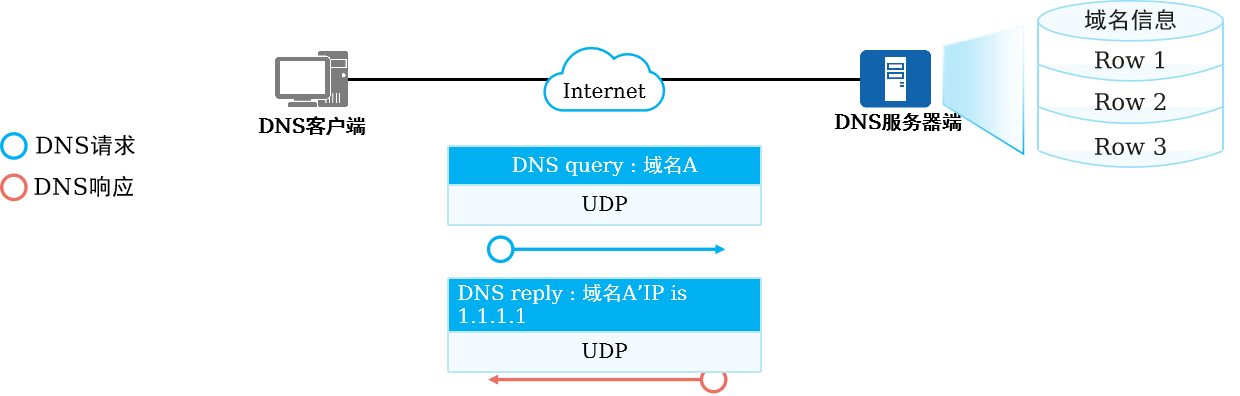 域名信息
Row 1
Row 2
Row 3
Internet
DNS客户端
DNS服务器端
DNS请求
DNS响应
DNS query : 域名A
UDP
DNS reply : 域名A’IP is
1.1.1.1
UDP